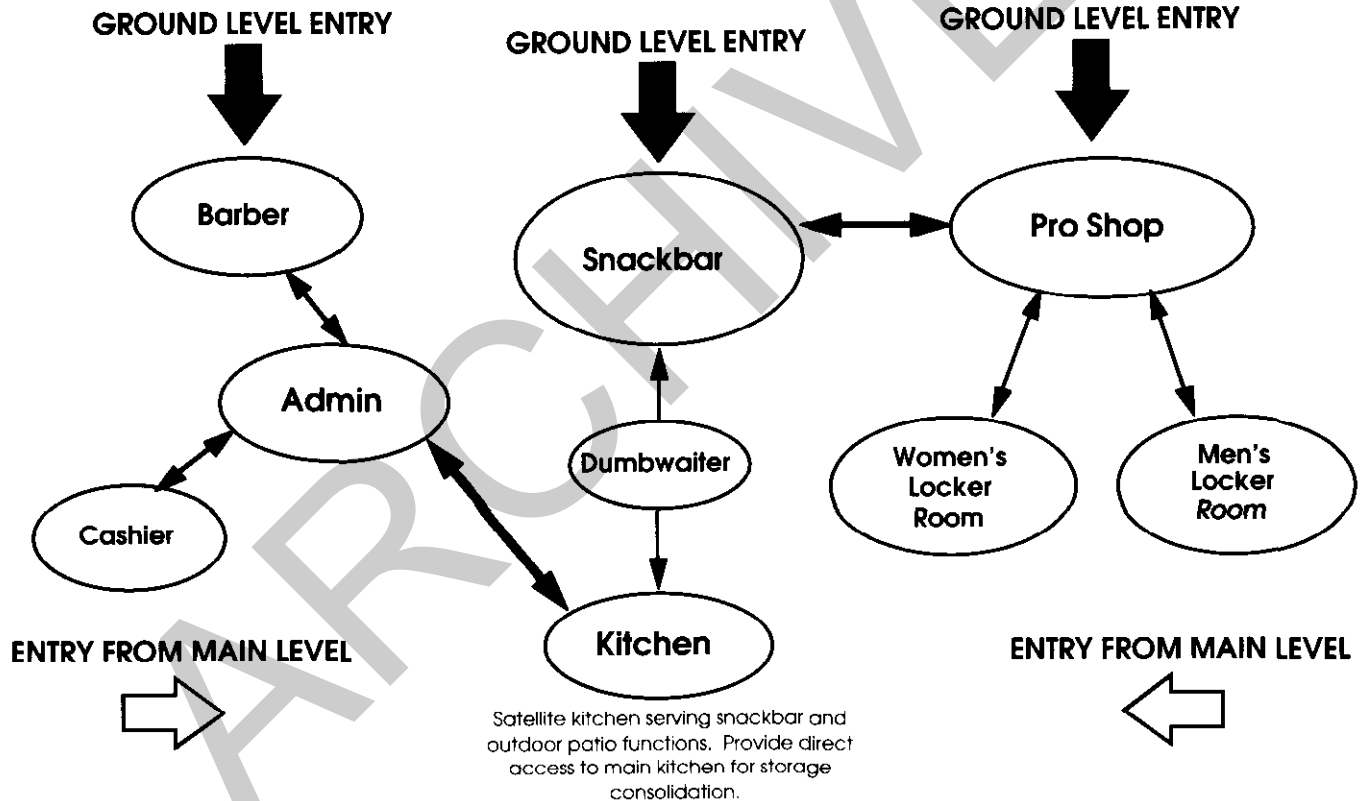 GROUND LEVEL ENTRY
GROUND LEVEL ENTRY
GROUND LEVEL ENTRY
Barber
Snackbar
Pro Shop
Admin
Dumbwaiter
Women's
Locker
Room
Men's
Locker
Room
Cashier
Kitchen
ENTRY FROM MAIN LEVEL
ENTRY FROM MAIN LEVEL
Satellite kitchen serving snackbar and
outdoor patio functions. Provide direct
access to main kitchen for storage
consolidation.